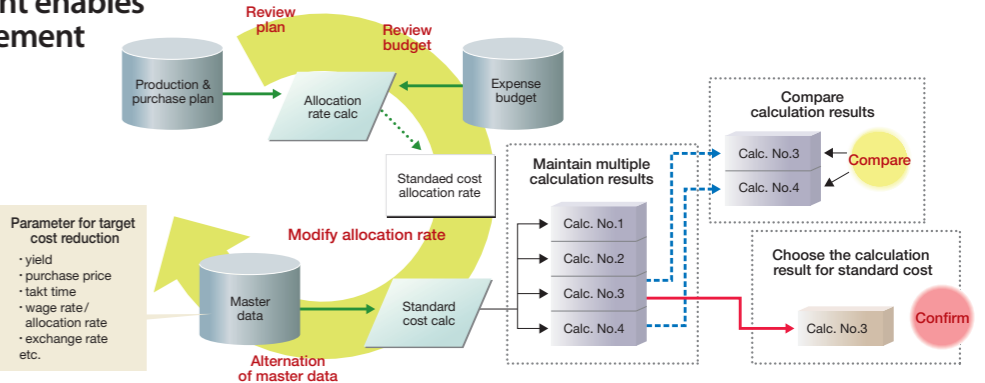 nt enables
ement
Review
plan
Review
budget
Production &
purchase plan
Allocation
rate calc
Expense
budget
Standaed cost
allocation rate
Modify allocation rate
Parameter for target
cost reduction
・yield
・purchase price
・takt time
・wage rate/
allocation rate
・exchange rate
etc.
Master
data
Standard
cost calc
Alternation
of master data
Maintain multiple
calculation results
Calc. No.1
Calc. No.2
Calc. No.3
Calc. No.4
Compare
calculation results
Calc. No.3
Calc. No.4
Compare
Choose the calculation
result for standard cost
Calc. No.3
Confirm